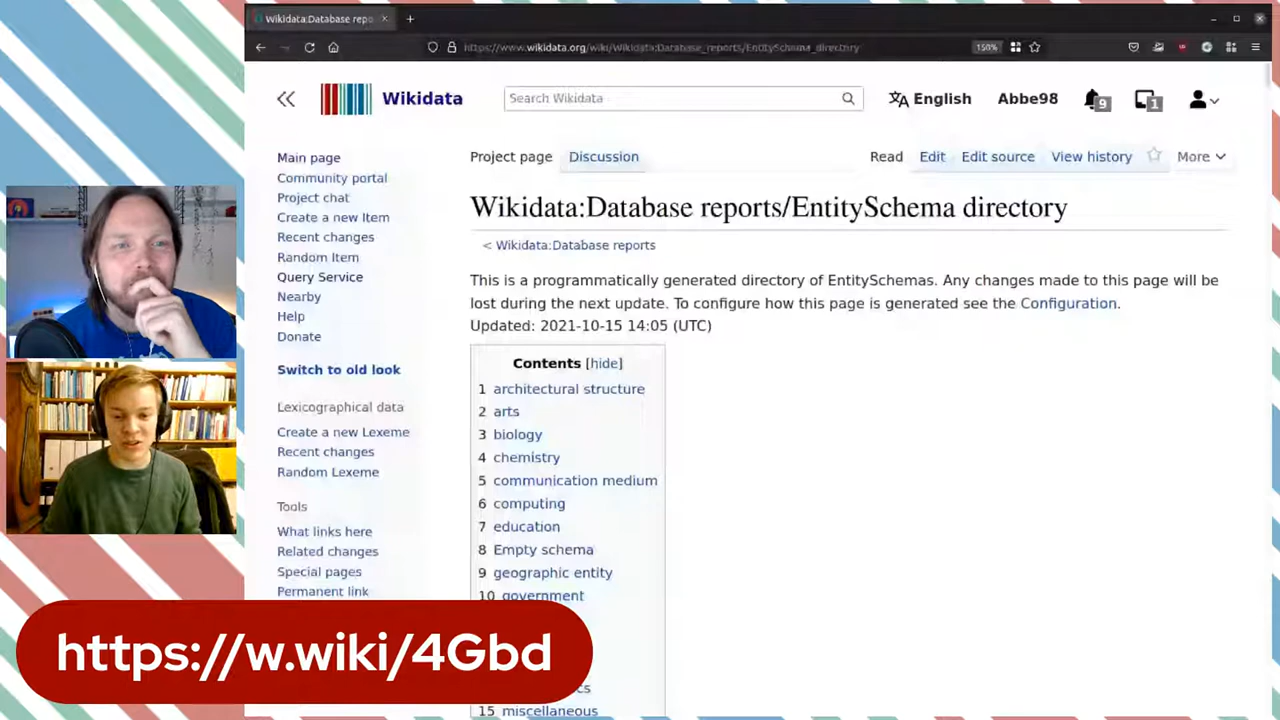 Wikidata:Database repo
https://www.wikidata.org/wiki/Wikidata:Database_reports/EntitySchema_directory
150%
Wikidata
Search Wikidata
English
Abbe98
9
1
Main page
Community portal
Project chat
Create a new Item
Recent changes
Random Item
Query Service
Nearby
Help
Donate
Switch to old look
Lexicographical data
Create a new Lexeme
Recent changes
Random Lexeme
Tools
What links here
Related changes
Special pages
Permanent link
Project page
Discussion
Read
Edit
Edit source
View history
More
Wikidata:Database reports/EntitySchema directory
< Wikidata:Database reports
This is a programmatically generated directory of EntitySchemas. Any changes made to this page will be
lost during the next update. To configure how this page is generated see the Configuration.
Updated: 2021-10-15 14:05 (UTC)
Contents [hide]
1 architectural structure
2 arts
3 biology
4 chemistry
5 communication medium
6 computing
7 education
8 Empty schema
9 geographic entity
10 government
15 miscellaneous
https://w.wiki/4Gbd